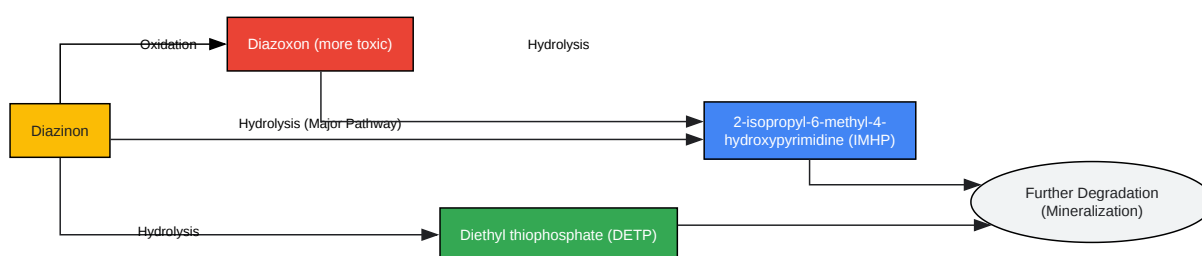 Oxidation
Diazoxon (more toxic)
Hydrolysis
Diazinon
Hydrolysis (Major Pathway)
2-isopropyl-6-methyl-4-
hydroxypyrimidine (IMHP)
Further Degradation
(Mineralization)
Hydrolysis
Diethyl thiophosphate (DETP)